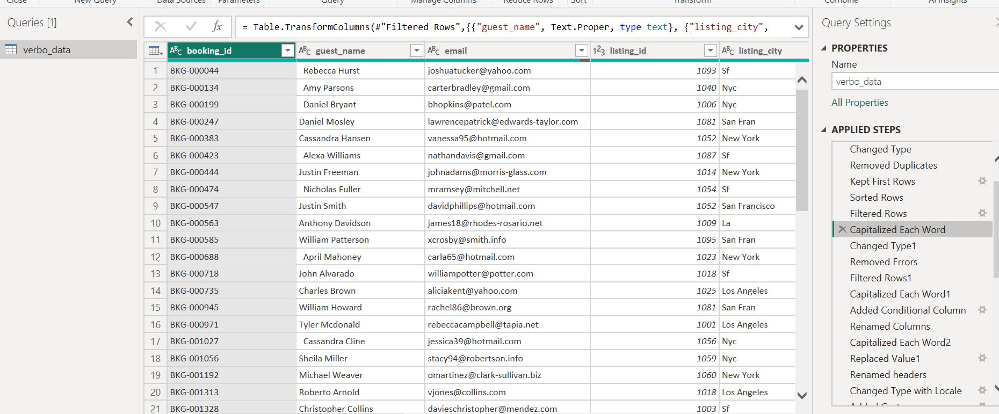 Close New Query Data Sources Parameters Query Manage Columns Reduce Rows Sort Transform Combine AI Insights
Queries [1]
verbo_data
fx = Table.TransformColumns(#"Filtered Rows",{{"guest_name", Text.Proper, type text}, {"listing_city",
ABC booking_id ABC guest_name ABC email 123 listing_id ABC listing_city
1 BKG-000044 Rebecca Hurst joshuatucker@yahoo.com 1093 Sf
2 BKG-000134 Amy Parsons carterbradley@gmail.com 1040 Nyc
3 BKG-000199 Daniel Bryant bhopkins@patel.com 1006 Nyc
4 BKG-000247 Daniel Mosley lawrencepatrick@edwards-taylor.com 1081 San Fran
5 BKG-000383 Cassandra Hansen vanessa95@hotmail.com 1052 New York
6 BKG-000423 Alexa Williams nathandavis@gmail.com 1087 Sf
7 BKG-000444 Justin Freeman johnadams@morris-glass.com 1014 New York
8 BKG-000474 Nicholas Fuller mramsey@mitchell.net 1054 Sf
9 BKG-000547 Justin Smith davidphillips@hotmail.com 1052 San Francisco
10 BKG-000563 Anthony Davidson james18@rhodes-rosario.net 1009 La
11 BKG-000585 William Patterson xcrosby@smith.info 1095 San Fran
12 BKG-000688 April Mahoney carla65@hotmail.com 1023 New York
13 BKG-000718 John Alvarado williampotter@potter.com 1018 Sf
14 BKG-000735 Charles Brown aliciakent@yahoo.com 1025 Los Angeles
15 BKG-000945 William Howard rachel86@brown.org 1081 San Fran
16 BKG-000971 Tyler Mcdonald rebeccacampbell@tapia.net 1001 Los Angeles
17 BKG-001027 Cassandra Cline jessica39@hotmail.com 1056 Nyc
18 BKG-001056 Sheila Miller stacy94@robertson.info 1059 Nyc
19 BKG-001192 Michael Weaver omartinez@clark-sullivan.biz 1060 New York
20 BKG-001313 Roberto Arnold vjones@collins.com 1018 Los Angeles
21 BKG-001328 Christopher Collins davieschristopher@mendez.com 1003 Sf
Query Settings
PROPERTIES
Name
verbo_data
All Properties
APPLIED STEPS
Changed Type
Removed Duplicates
Kept First Rows
Sorted Rows
Filtered Rows
Capitalized Each Word
Changed Type1
Removed Errors
Filtered Rows1
Capitalized Each Word1
Added Conditional Column
Renamed Columns
Capitalized Each Word2
Replaced Value1
Renamed headers
Changed Type with Locale